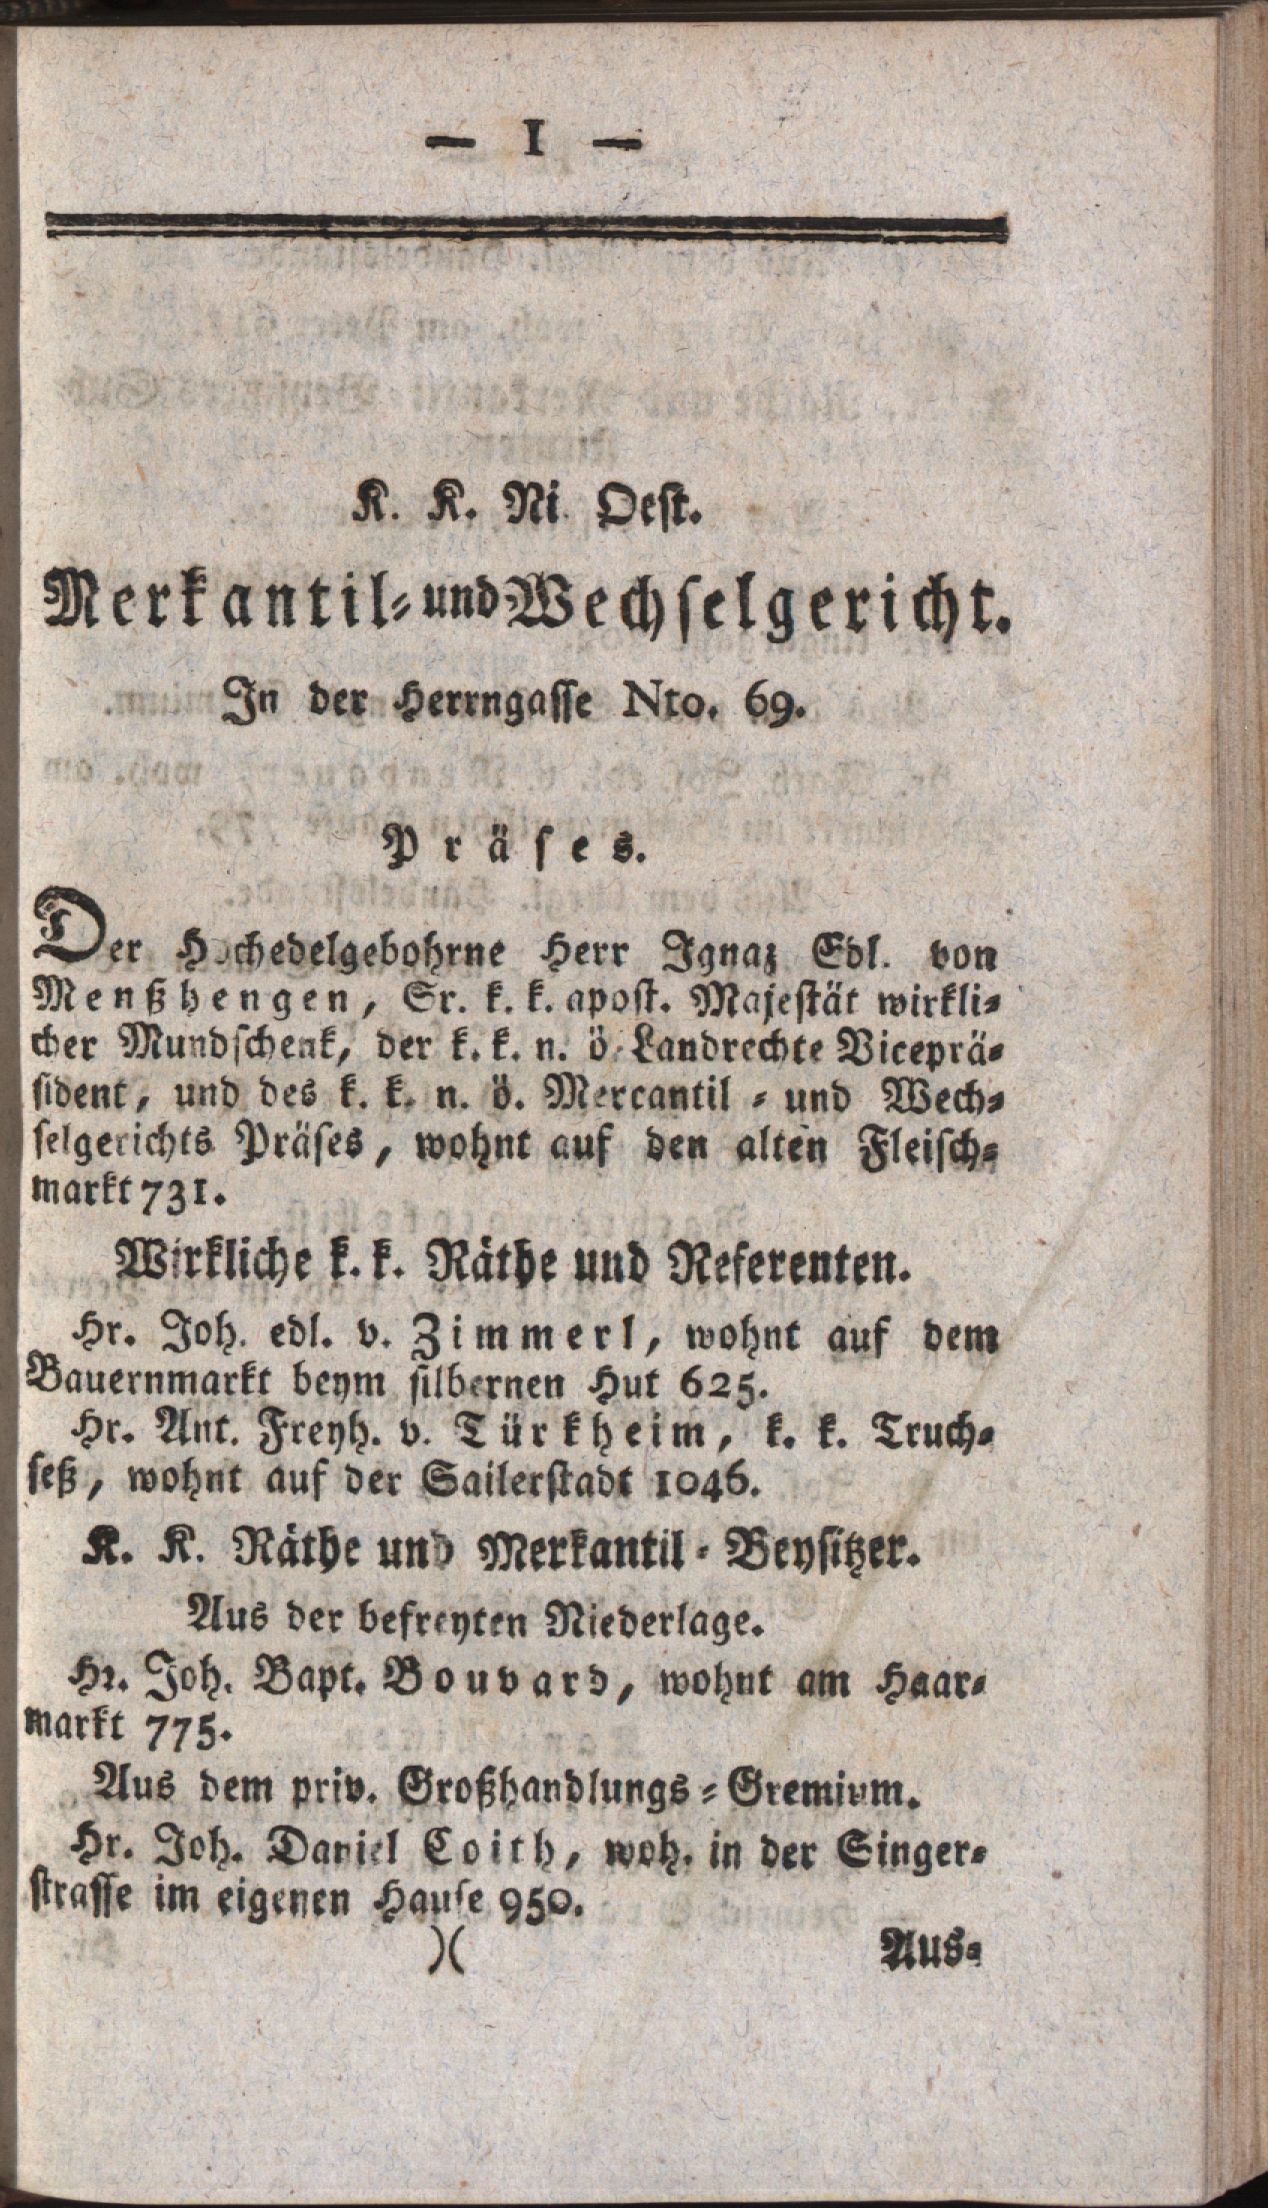 — 1 —
K. K. Ni. Oest.
Merkantil- und Wechselgericht.
In der Herrngasse Nto. 69.
Präses.
Der Hochedelgebohrne Herr Ignaz Edl. von
Menßhengen, Sr. k. k. apost. Majestät wirkli-
cher Mundschenk, der k. k. n. ö. Landrechte Viceprä-
sident, und des k. k. n. ö. Mercantil - und Wech-
selgerichts Präses, wohnt auf den alten Fleisch-
markt 731.
Wirkliche k. k. Räthe und Referenten.
Hr. Joh. edl. v. Zimmerl, wohnt auf dem
Bauernmarkt beym silbernen Hut 625.
Hr. Ant. Freyh. v. Türkheim, k. k. Truch-
seß, wohnt auf der Sailerstadt 1046.
K. K. Räthe und Merkantil - Beysitzer.
Aus der befreyten Niederlage.
Hr. Joh. Bapt. Bouvard, wohnt am Haar-
markt 775.
Aus dem priv. Großhandlungs - Gremium.
Hr. Joh. Daniel Coith, woh. in der Singer-
strasse im eigenen Hause 950.
)( Aus-